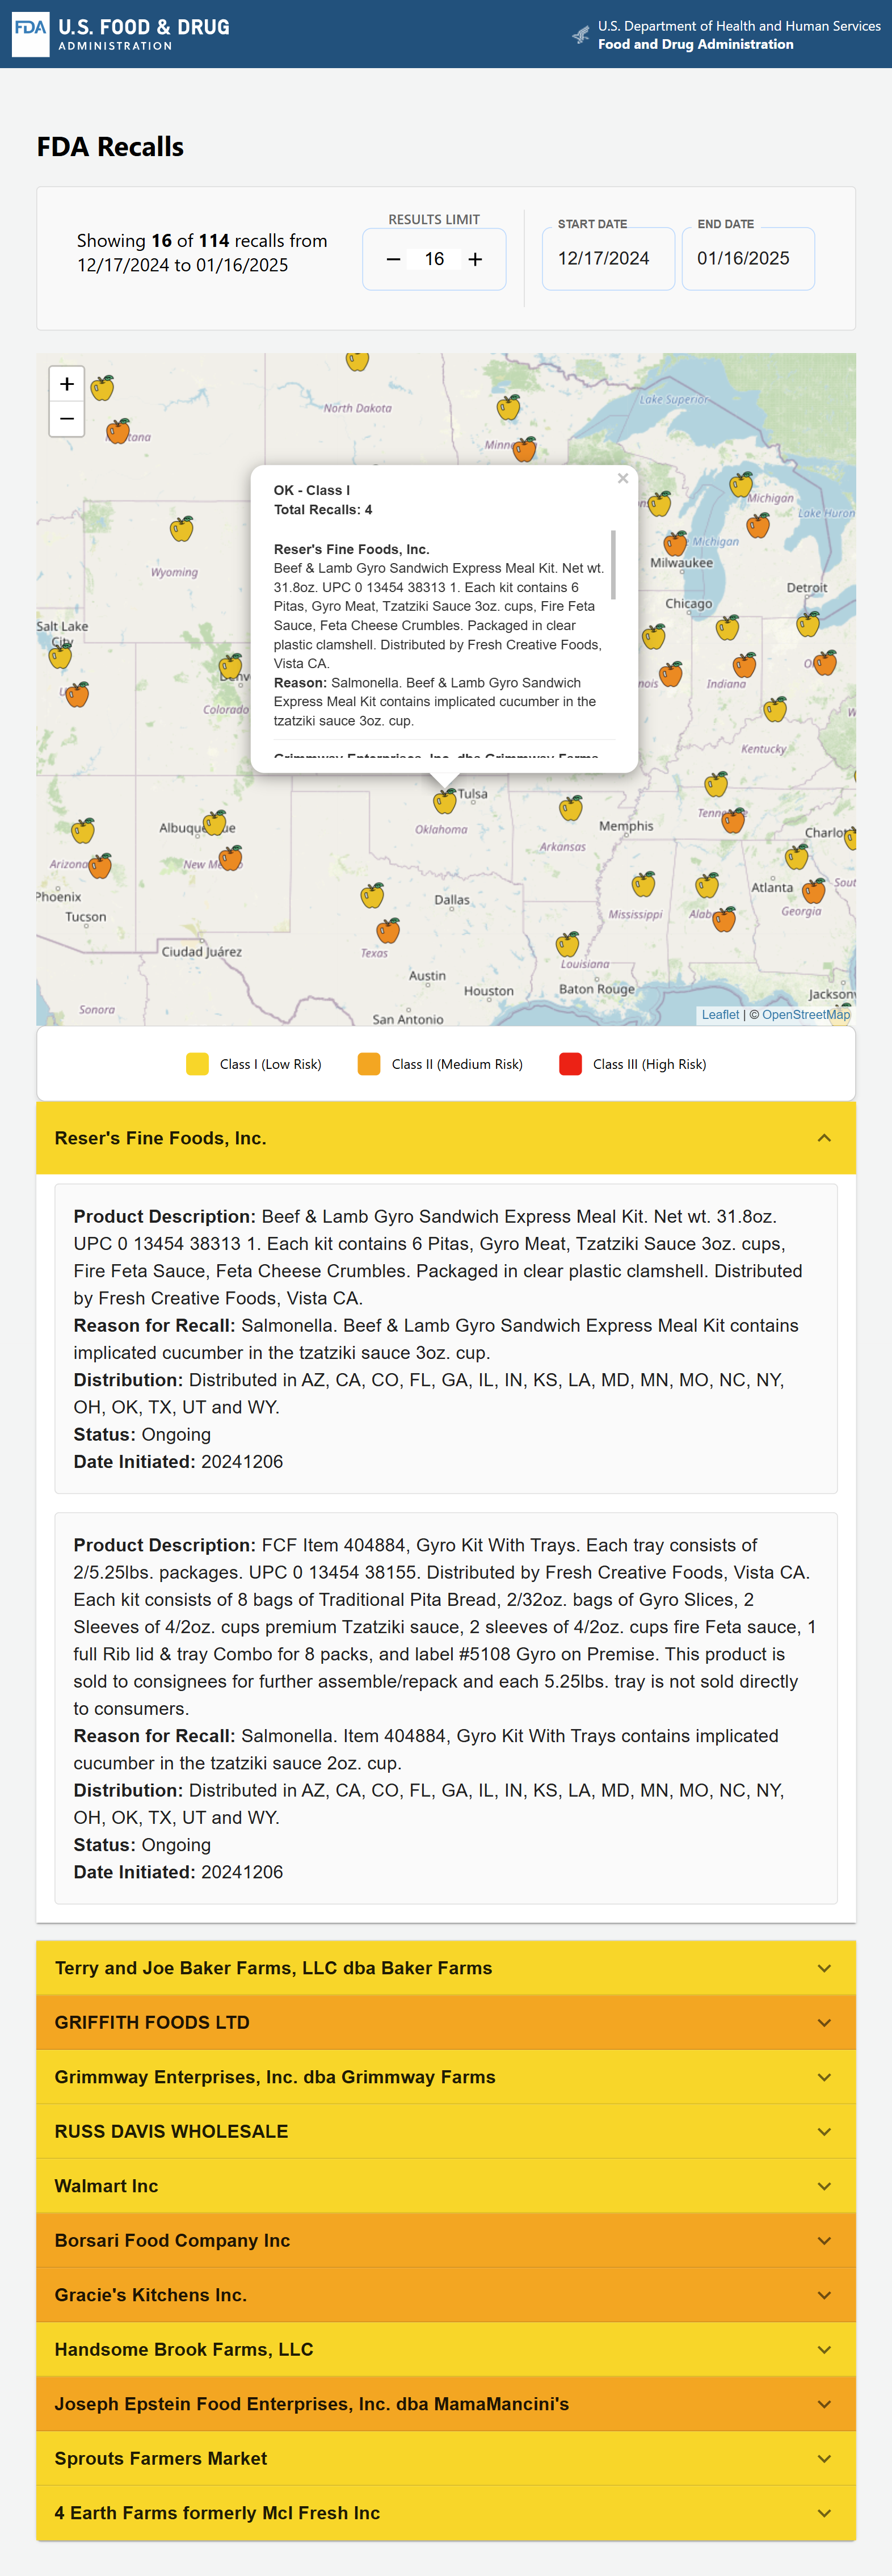 FDA
U.S. FOOD & DRUG
ADMINISTRATION
U.S. Department of Health and Human Services
Food and Drug Administration
FDA Recalls
Showing 16 of 114 recalls from
12/17/2024 to 01/16/2025
RESULTS LIMIT
− 16 +
START DATE
12/17/2024
END DATE
01/16/2025
+
−
North Dakota
Lake Superior
Minne
tana
Michigan
Lake Huron
Michigan
Milwaukee
Wyoming
Chicago
Detroit
Salt Lake
City
U
Denv
nois
Indiana
O
Colorado
Kentucky
W
OK - Class I
Total Recalls: 4
×
Reser's Fine Foods, Inc.
Beef & Lamb Gyro Sandwich Express Meal Kit. Net wt.
31.8oz. UPC 0 13454 38313 1. Each kit contains 6
Pitas, Gyro Meat, Tzatziki Sauce 3oz. cups, Fire Feta
Sauce, Feta Cheese Crumbles. Packaged in clear
plastic clamshell. Distributed by Fresh Creative Foods,
Vista CA.
Reason: Salmonella. Beef & Lamb Gyro Sandwich
Express Meal Kit contains implicated cucumber in the
tzatziki sauce 3oz. cup.
Grimmway Enterprises, Inc. dba Grimmway Farms
Tulsa
Oklahoma
Albuque ue
Arkansas
Memphis
Tenne
Charlot
Arizona
New Me
Phoenix
Tucson
Dallas
Mississippi
Alab
Atlanta
Georgia
Sout
Texas
Ciudad Juárez
Louisiana
Austin
Houston
Baton Rouge
Jackson
Sonora
San Antonio
Leaflet | © OpenStreetMap
Class I (Low Risk)
Class II (Medium Risk)
Class III (High Risk)
Reser's Fine Foods, Inc.
Product Description: Beef & Lamb Gyro Sandwich Express Meal Kit. Net wt. 31.8oz.
UPC 0 13454 38313 1. Each kit contains 6 Pitas, Gyro Meat, Tzatziki Sauce 3oz. cups,
Fire Feta Sauce, Feta Cheese Crumbles. Packaged in clear plastic clamshell. Distributed
by Fresh Creative Foods, Vista CA.
Reason for Recall: Salmonella. Beef & Lamb Gyro Sandwich Express Meal Kit contains
implicated cucumber in the tzatziki sauce 3oz. cup.
Distribution: Distributed in AZ, CA, CO, FL, GA, IL, IN, KS, LA, MD, MN, MO, NC, NY,
OH, OK, TX, UT and WY.
Status: Ongoing
Date Initiated: 20241206
Product Description: FCF Item 404884, Gyro Kit With Trays. Each tray consists of
2/5.25lbs. packages. UPC 0 13454 38155. Distributed by Fresh Creative Foods, Vista CA.
Each kit consists of 8 bags of Traditional Pita Bread, 2/32oz. bags of Gyro Slices, 2
Sleeves of 4/2oz. cups premium Tzatziki sauce, 2 sleeves of 4/2oz. cups fire Feta sauce, 1
full Rib lid & tray Combo for 8 packs, and label #5108 Gyro on Premise. This product is
sold to consignees for further assemble/repack and each 5.25lbs. tray is not sold directly
to consumers.
Reason for Recall: Salmonella. Item 404884, Gyro Kit With Trays contains implicated
cucumber in the tzatziki sauce 2oz. cup.
Distribution: Distributed in AZ, CA, CO, FL, GA, IL, IN, KS, LA, MD, MN, MO, NC, NY,
OH, OK, TX, UT and WY.
Status: Ongoing
Date Initiated: 20241206
Terry and Joe Baker Farms, LLC dba Baker Farms
GRIFFITH FOODS LTD
Grimmway Enterprises, Inc. dba Grimmway Farms
RUSS DAVIS WHOLESALE
Walmart Inc
Borsari Food Company Inc
Gracie's Kitchens Inc.
Handsome Brook Farms, LLC
Joseph Epstein Food Enterprises, Inc. dba MamaMancini's
Sprouts Farmers Market
4 Earth Farms formerly McI Fresh Inc